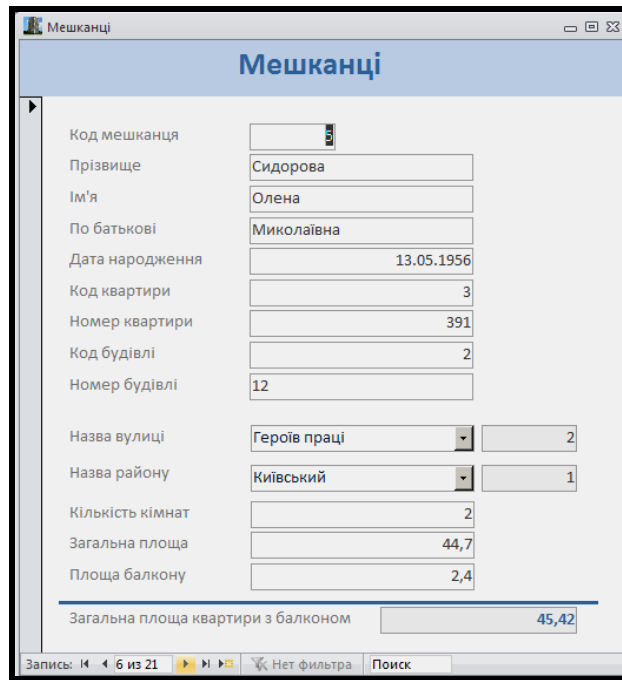 Мешканці
Мешканці
Код мешканця 5
Прізвище Сидорова
Ім'я Олена
По батькові Миколаївна
Дата народження 13.05.1956
Код квартири 3
Номер квартири 391
Код будівлі 2
Номер будівлі 12
Назва вулиці Героїв праці 2
Назва району Київський 1
Кількість кімнат 2
Загальна площа 44,7
Площа балкону 2,4
Загальна площа квартири з балконом 45,42
Запись: 6 из 21 Нет фильтра Поиск